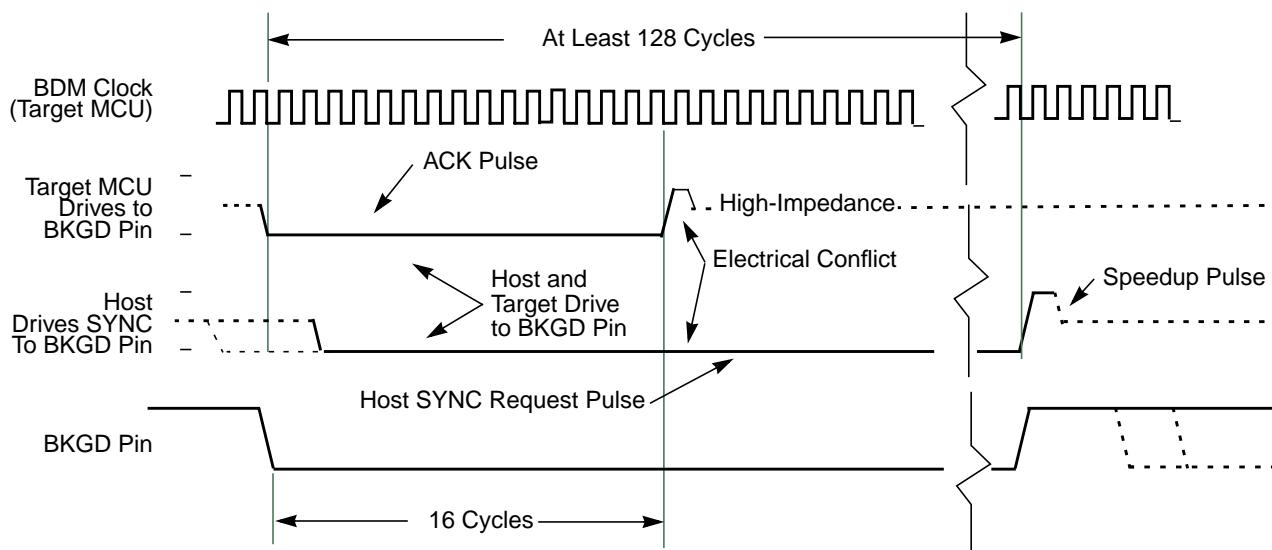 At Least 128 Cycles
BDM Clock
(Target MCU)
ACK Pulse
Target MCU
Drives to
BKGD Pin
High-Impedance
Electrical Conflict
Host and
Target Drive
to BKGD Pin
Speedup Pulse
Host
Drives SYNC
To BKGD Pin
Host SYNC Request Pulse
BKGD Pin
16 Cycles